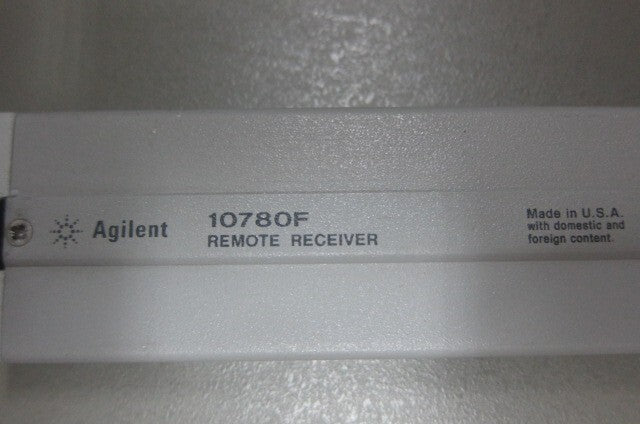 Agilent
10780F
REMOTE RECEIVER
Made in U.S.A.
with domestic and
foreign content.